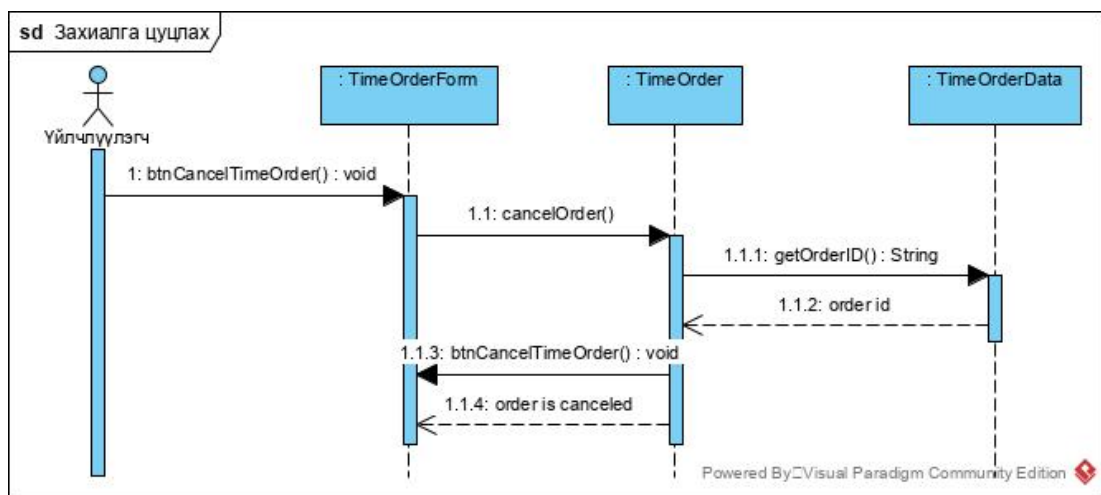 sd Захиалга цуцлах
: TimeOrderForm
: TimeOrder
: TimeOrderData
Үйлчлүүлэгч
1: btnCancelTimeOrder() : void
1.1: cancelOrder()
1.1.1: getOrderID() : String
1.1.2: order id
1.1.3: btnCancelTimeOrder() : void
1.1.4: order is canceled
Powered By□Visual Paradigm Community Edition